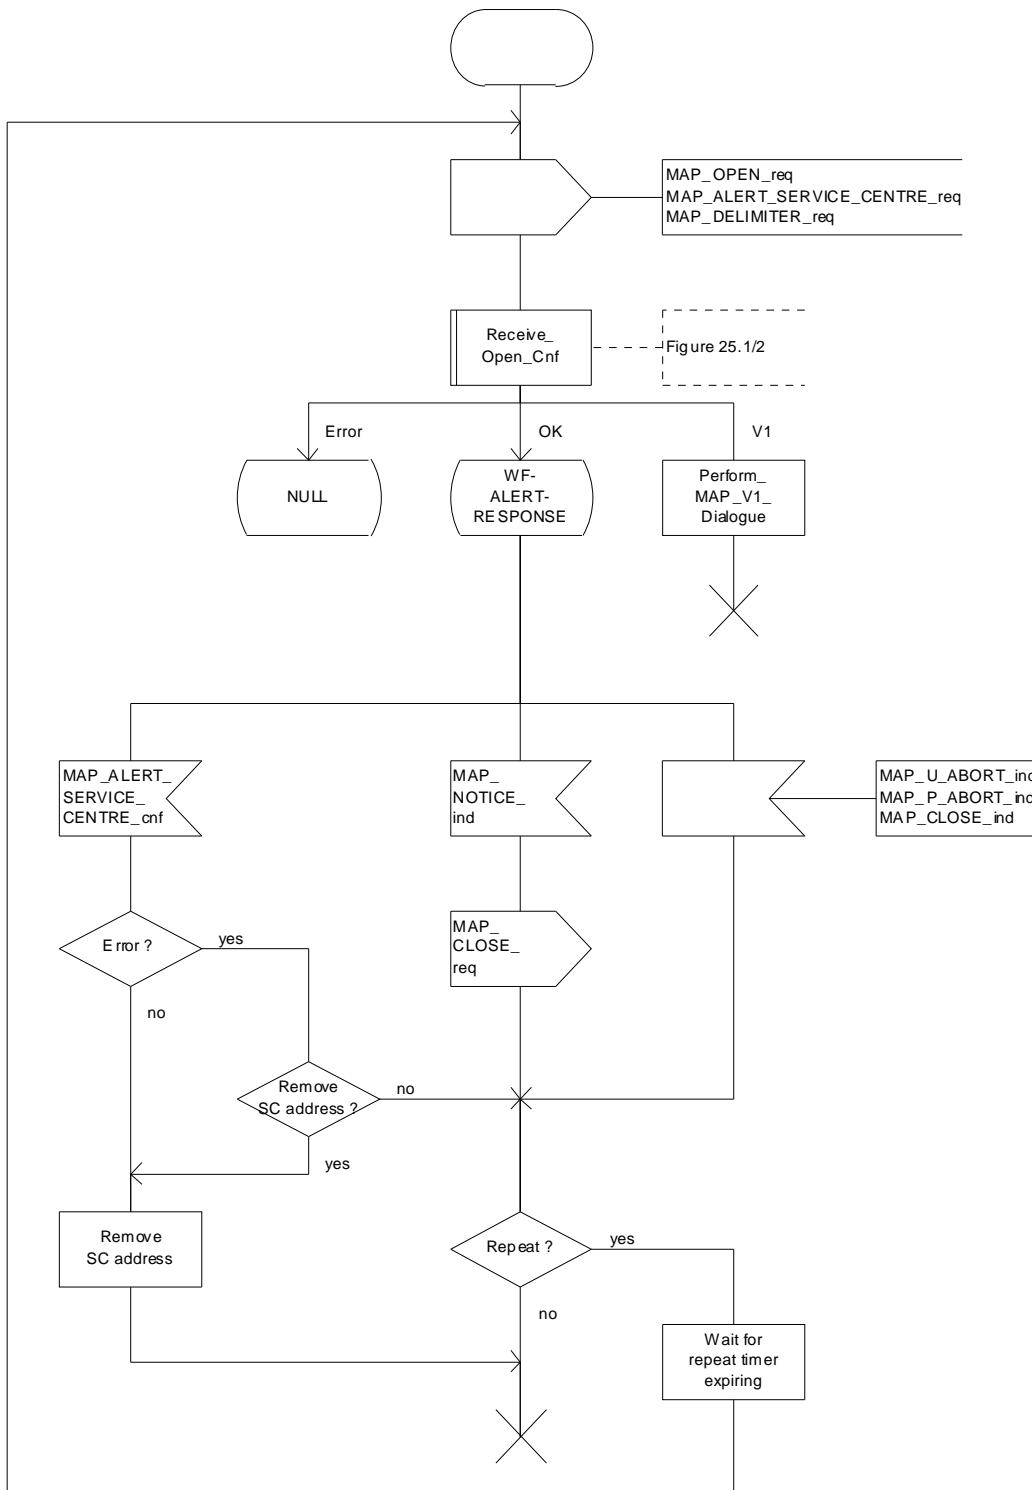 MAP_OPEN_req
MAP_ALERT_SERVICE_CENTRE_req
MAP_DELIMITER_req
Receive_
Open_Cnf
Figure 25.1/2
Error
OK
V1
NULL
WF-
ALERT-
RESPONSE
Perform_
MAP_V1_
Dialogue
MAP_ALERT_
SERVICE_
CENTRE_cnf
MAP_
NOTICE_
ind
MAP_U_ABORT_ind
MAP_P_ABORT_ind
MAP_CLOSE_ind
Error ?
yes
no
MAP_
CLOSE_
req
Remove
SC address ?
no
yes
Remove
SC address
Repeat ?
yes
no
Wait for
repeat timer
expiring